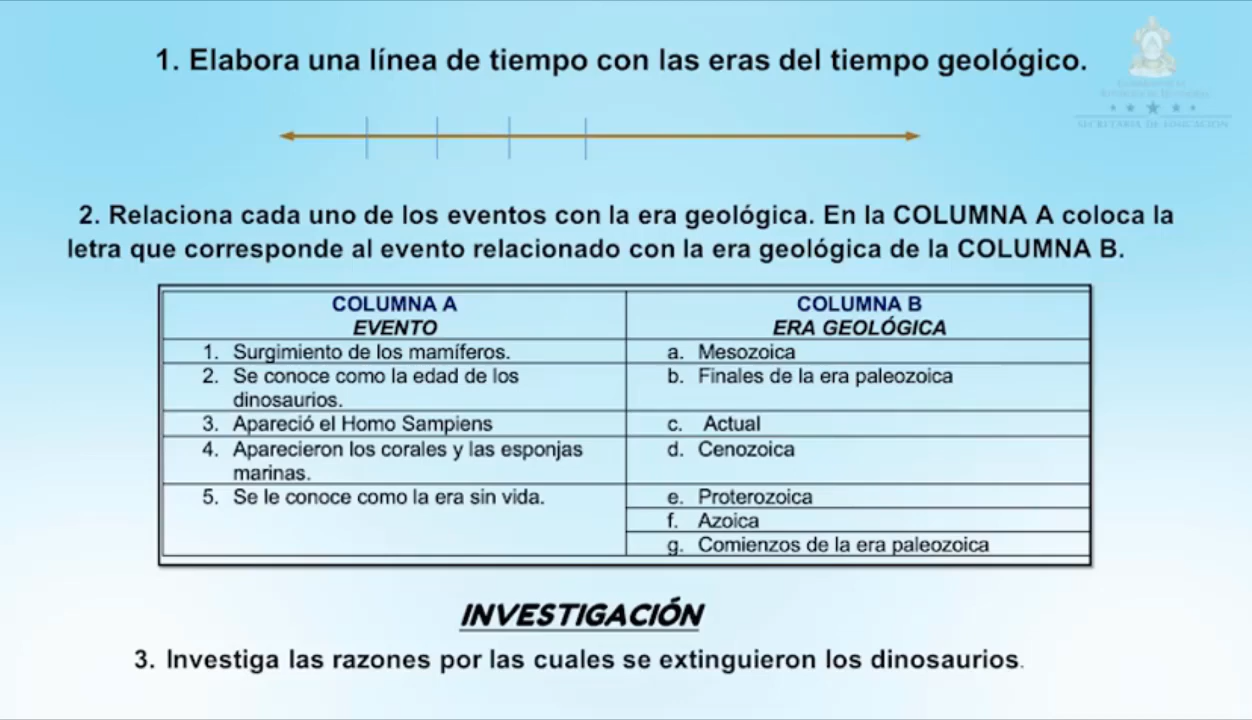 1. Elabora una línea de tiempo con las eras del tiempo geológico.
SECRETARÍA DE EDUCACIÓN
2. Relaciona cada uno de los eventos con la era geológica. En la COLUMNA A coloca la
letra que corresponde al evento relacionado con la era geológica de la COLUMNA B.
COLUMNA A
EVENTO
COLUMNA B
ERA GEOLÓGICA
1. Surgimiento de los mamíferos.
a. Mesozoica
2. Se conoce como la edad de los
dinosaurios.
b. Finales de la era paleozoica
3. Apareció el Homo Sampiens
c. Actual
4. Aparecieron los corales y las esponjas
marinas.
d. Cenozoica
5. Se le conoce como la era sin vida.
e. Proterozoica
f. Azoica
g. Comienzos de la era paleozoica
INVESTIGACIÓN
3. Investiga las razones por las cuales se extinguieron los dinosaurios.